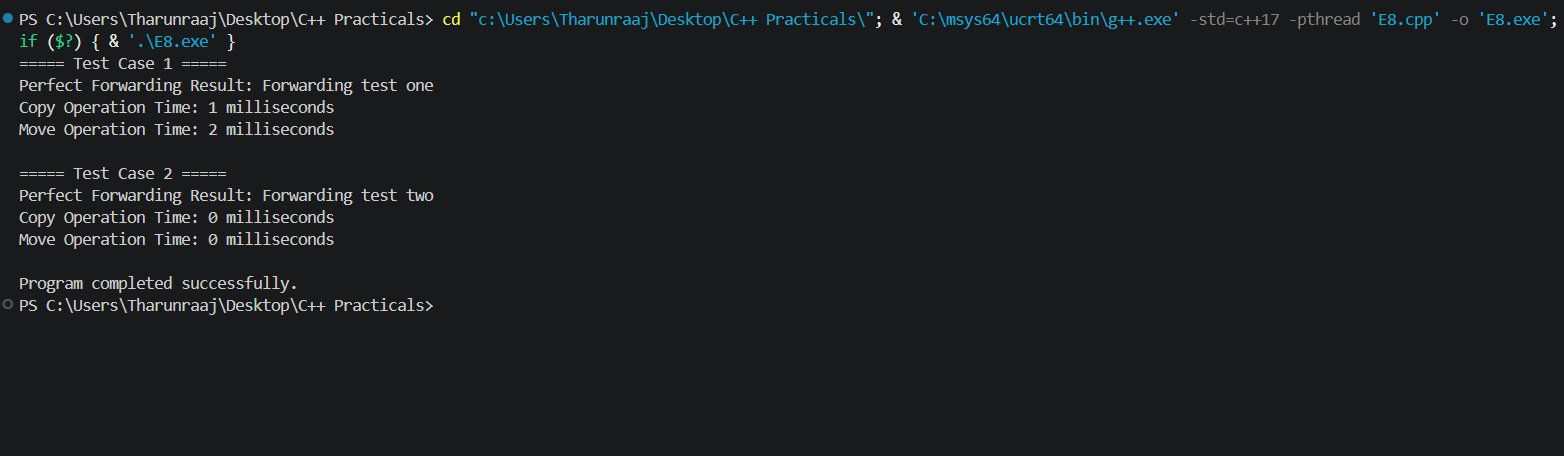 PS C:\Users\Tharunraaj\Desktop\C++ Practicals> cd "c:\Users\Tharunraaj\Desktop\C++ Practicals\"; & 'C:\msys64\ucrt64\bin\g++.exe' -std=c++17 -pthread 'E8.cpp' -o 'E8.exe';
if ($?) { & '.\E8.exe' }
===== Test Case 1 =====
Perfect Forwarding Result: Forwarding test one
Copy Operation Time: 1 milliseconds
Move Operation Time: 2 milliseconds
===== Test Case 2 =====
Perfect Forwarding Result: Forwarding test two
Copy Operation Time: 0 milliseconds
Move Operation Time: 0 milliseconds
Program completed successfully.
PS C:\Users\Tharunraaj\Desktop\C++ Practicals>